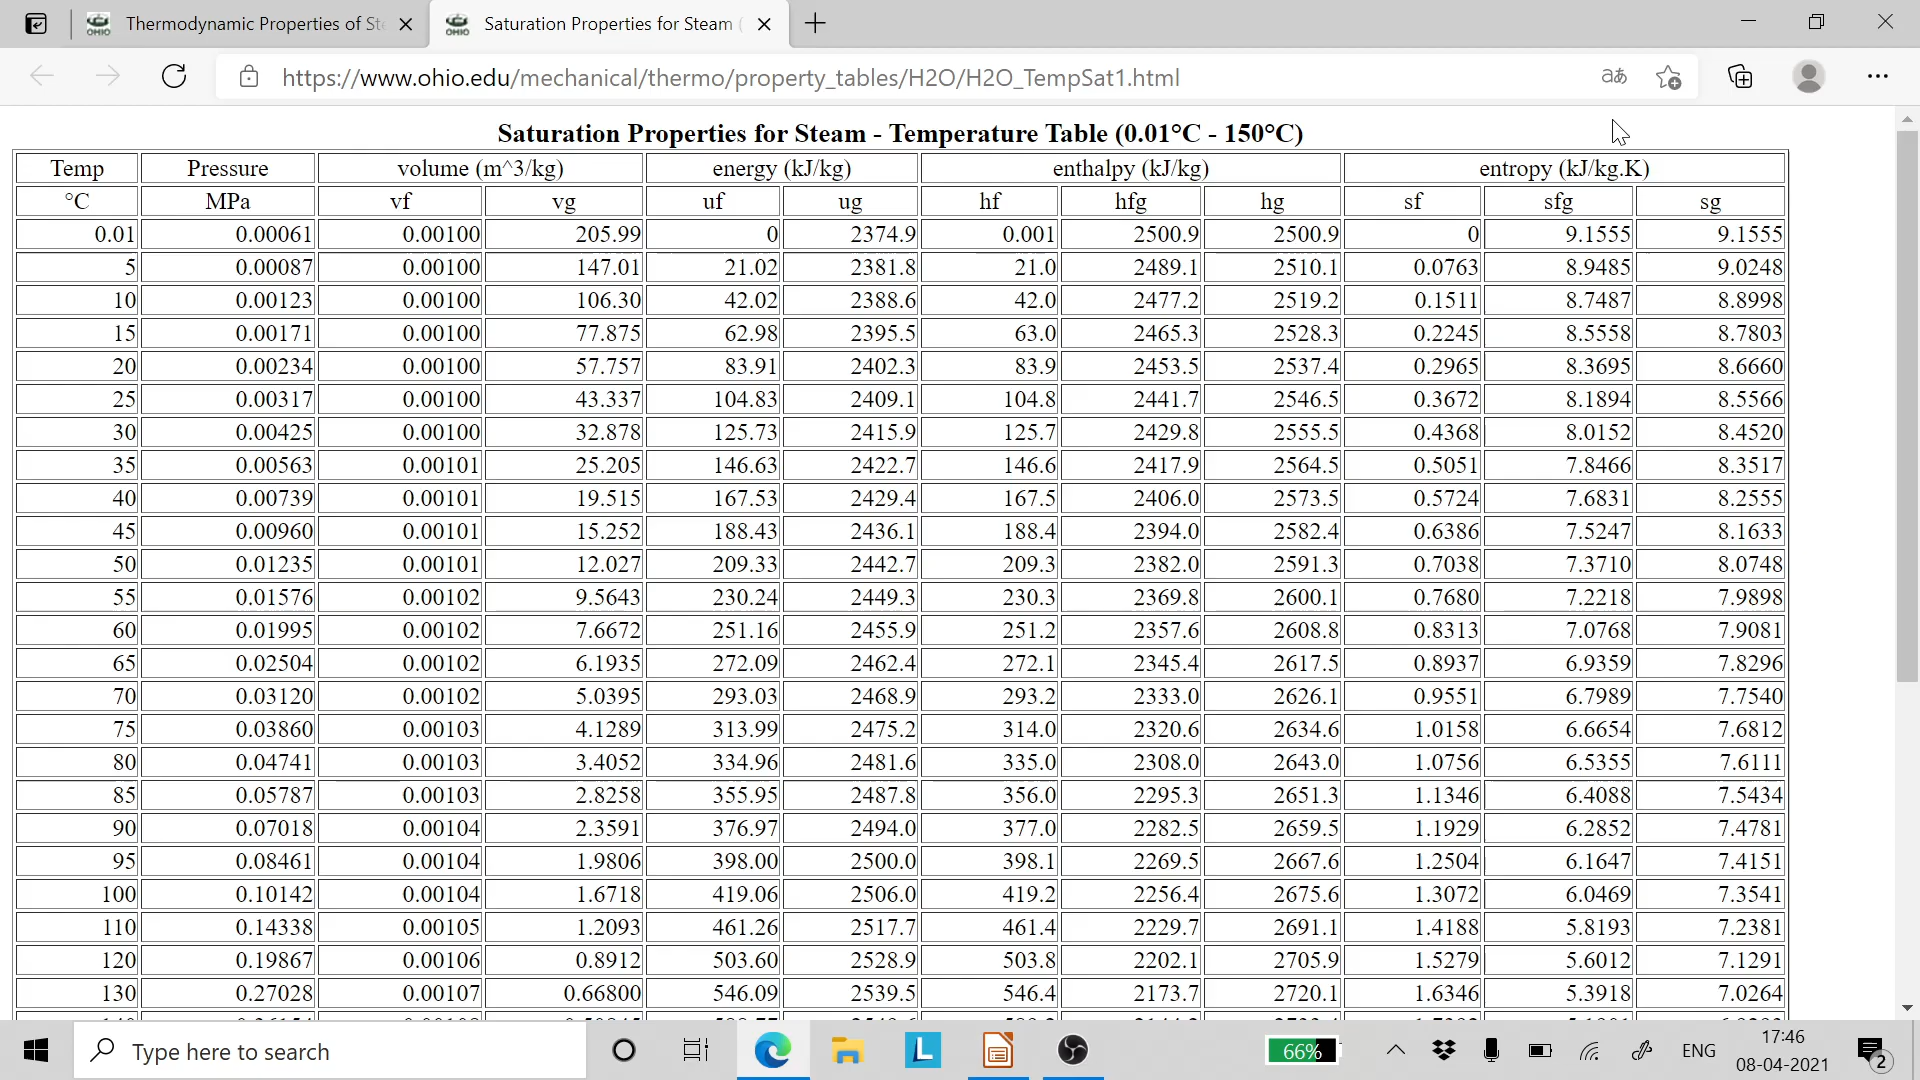 Thermodynamic Properties of Ste
Saturation Properties for Steam (
https://www.ohio.edu/mechanical/thermo/property_tables/H2O/H2O_TempSat1.html
Saturation Properties for Steam - Temperature Table (0.01°C - 150°C)
Temp Pressure volume (m^3/kg) energy (kJ/kg) enthalpy (kJ/kg) entropy (kJ/kg.K)
°C MPa vf vg uf ug hf hfg hg sf sfg sg
0.01 0.00061 0.00100 205.99 0 2374.9 0.001 2500.9 2500.9 0 9.1555 9.1555
5 0.00087 0.00100 147.01 21.02 2381.8 21.0 2489.1 2510.1 0.0763 8.9485 9.0248
10 0.00123 0.00100 106.30 42.02 2388.6 42.0 2477.2 2519.2 0.1511 8.7487 8.8998
15 0.00171 0.00100 77.875 62.98 2395.5 63.0 2465.3 2528.3 0.2245 8.5558 8.7803
20 0.00234 0.00100 57.757 83.91 2402.3 83.9 2453.5 2537.4 0.2965 8.3695 8.6660
25 0.00317 0.00100 43.337 104.83 2409.1 104.8 2441.7 2546.5 0.3672 8.1894 8.5566
30 0.00425 0.00100 32.878 125.73 2415.9 125.7 2429.8 2555.5 0.4368 8.0152 8.4520
35 0.00563 0.00101 25.205 146.63 2422.7 146.6 2417.9 2564.5 0.5051 7.8466 8.3517
40 0.00739 0.00101 19.515 167.53 2429.4 167.5 2406.0 2573.5 0.5724 7.6831 8.2555
45 0.00960 0.00101 15.252 188.43 2436.1 188.4 2394.0 2582.4 0.6386 7.5247 8.1633
50 0.01235 0.00101 12.027 209.33 2442.7 209.3 2382.0 2591.3 0.7038 7.3710 8.0748
55 0.01576 0.00102 9.5643 230.24 2449.3 230.3 2369.8 2600.1 0.7680 7.2218 7.9898
60 0.01995 0.00102 7.6672 251.16 2455.9 251.2 2357.6 2608.8 0.8313 7.0768 7.9081
65 0.02504 0.00102 6.1935 272.09 2462.4 272.1 2345.4 2617.5 0.8937 6.9359 7.8296
70 0.03120 0.00102 5.0395 293.03 2468.9 293.2 2333.0 2626.1 0.9551 6.7989 7.7540
75 0.03860 0.00103 4.1289 313.99 2475.2 314.0 2320.6 2634.6 1.0158 6.6654 7.6812
80 0.04741 0.00103 3.4052 334.96 2481.6 335.0 2308.0 2643.0 1.0756 6.5355 7.6111
85 0.05787 0.00103 2.8258 355.95 2487.8 356.0 2295.3 2651.3 1.1346 6.4088 7.5434
90 0.07018 0.00104 2.3591 376.97 2494.0 377.0 2282.5 2659.5 1.1929 6.2852 7.4781
95 0.08461 0.00104 1.9806 398.00 2500.0 398.1 2269.5 2667.6 1.2504 6.1647 7.4151
100 0.10142 0.00104 1.6718 419.06 2506.0 419.2 2256.4 2675.6 1.3072 6.0469 7.3541
110 0.14338 0.00105 1.2093 461.26 2517.7 461.4 2229.7 2691.1 1.4188 5.8193 7.2381
120 0.19867 0.00106 0.8912 503.60 2528.9 503.8 2202.1 2705.9 1.5279 5.6012 7.1291
130 0.27028 0.00107 0.66800 546.09 2539.5 546.4 2173.7 2720.1 1.6346 5.3918 7.0264
Type here to search
66%
ENG
17:46
08-04-2021
2